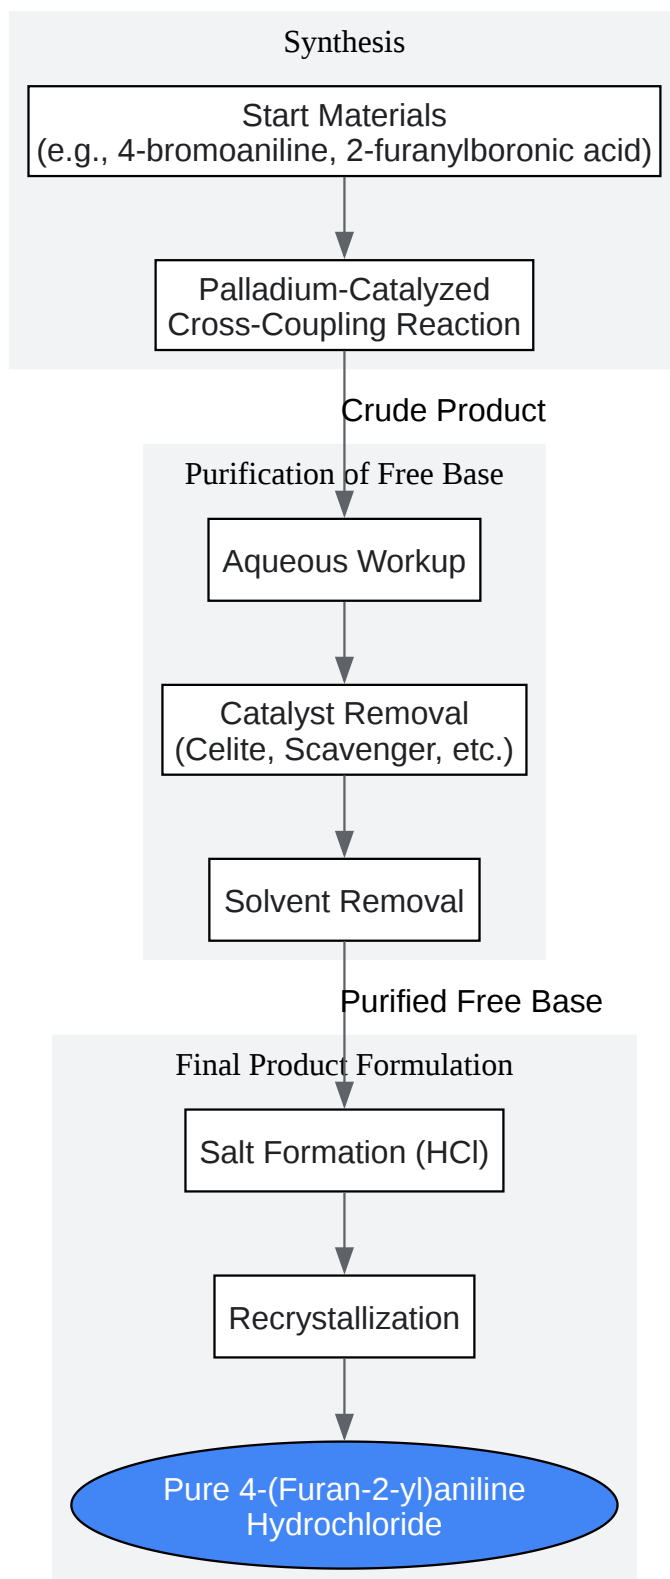 Synthesis
Start Materials
(e.g., 4-bromoaniline, 2-furanylboronic acid)
Palladium-Catalyzed
Cross-Coupling Reaction
Crude Product
Purification of Free Base
Aqueous Workup
Catalyst Removal
(Celite, Scavenger, etc.)
Solvent Removal
Purified Free Base
Final Product Formulation
Salt Formation (HCl)
Recrystallization
Pure 4-(Furan-2-yl)aniline
Hydrochloride